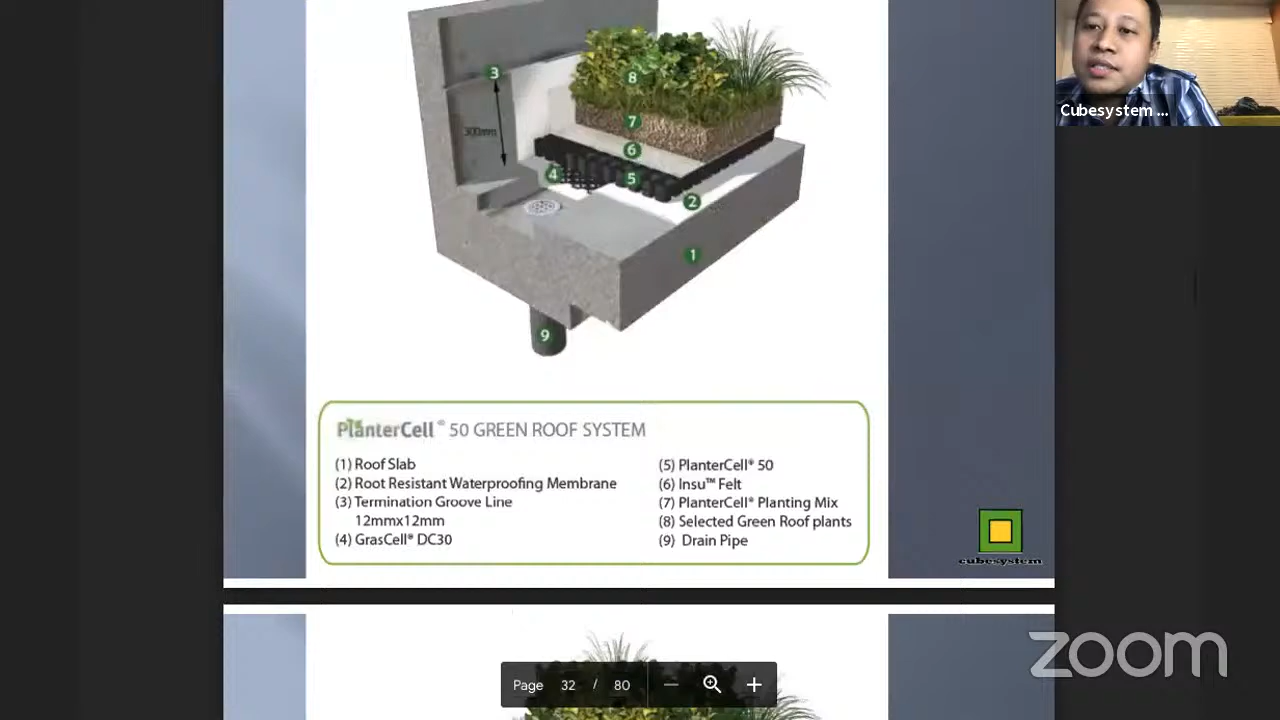 Cubesystem ...
3
8
7
300mm
6
4
5
2
1
9
PlanterCell® 50 GREEN ROOF SYSTEM
(1) Roof Slab
(2) Root Resistant Waterproofing Membrane
(3) Termination Groove Line
12mmx12mm
(4) GrasCell® DC30
(5) PlanterCell® 50
(6) Insu™ Felt
(7) PlanterCell® Planting Mix
(8) Selected Green Roof plants
(9) Drain Pipe
cubesystem
zoom
Page 32 / 80